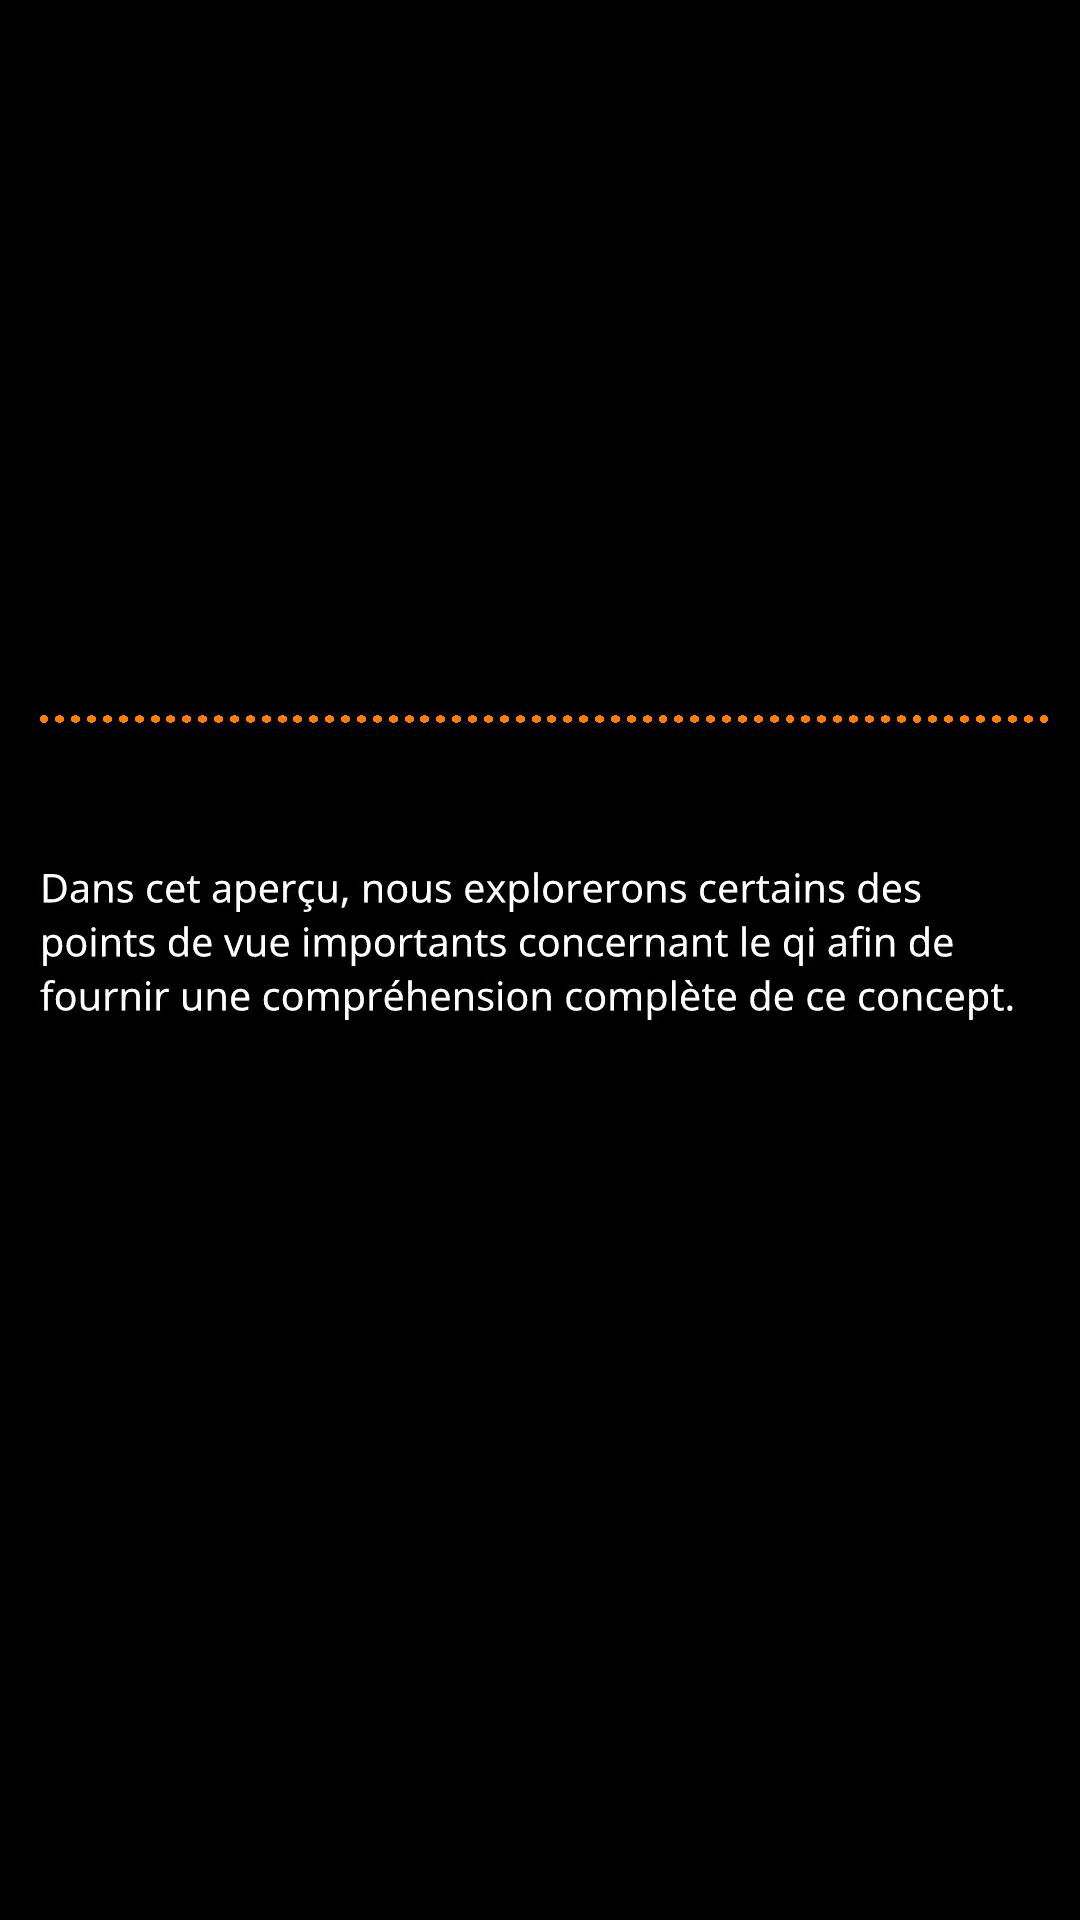 Dans cet aperçu, nous explorerons certains des
points de vue importants concernant le qi afin de
fournir une compréhension complète de ce concept.